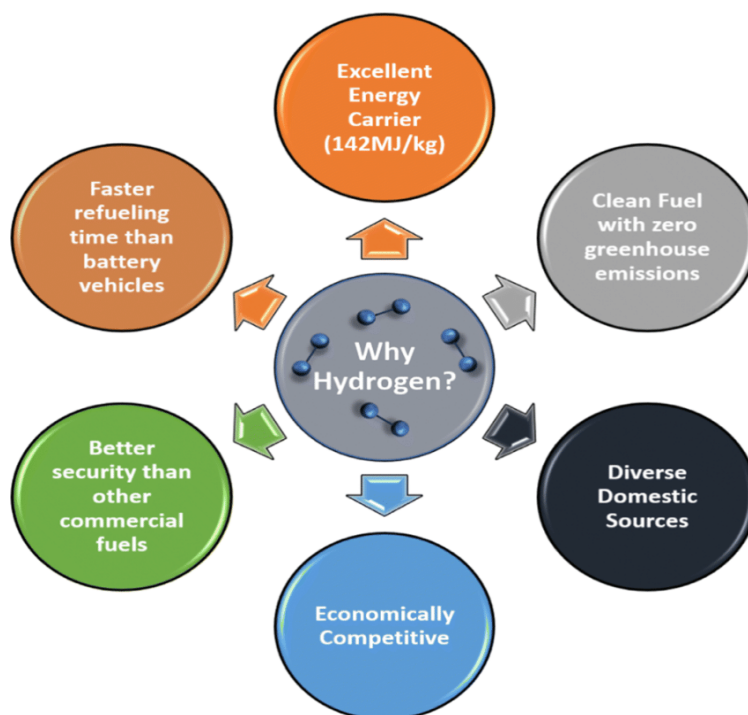 Excellent
Energy
Carrier
(142MJ/kg)
Faster
refueling
time than
battery
vehicles
Clean Fuel
with zero
greenhouse
emissions
Why
Hydrogen?
Better
security than
other
commercial
fuels
Diverse
Domestic
Sources
Economically
Competitive